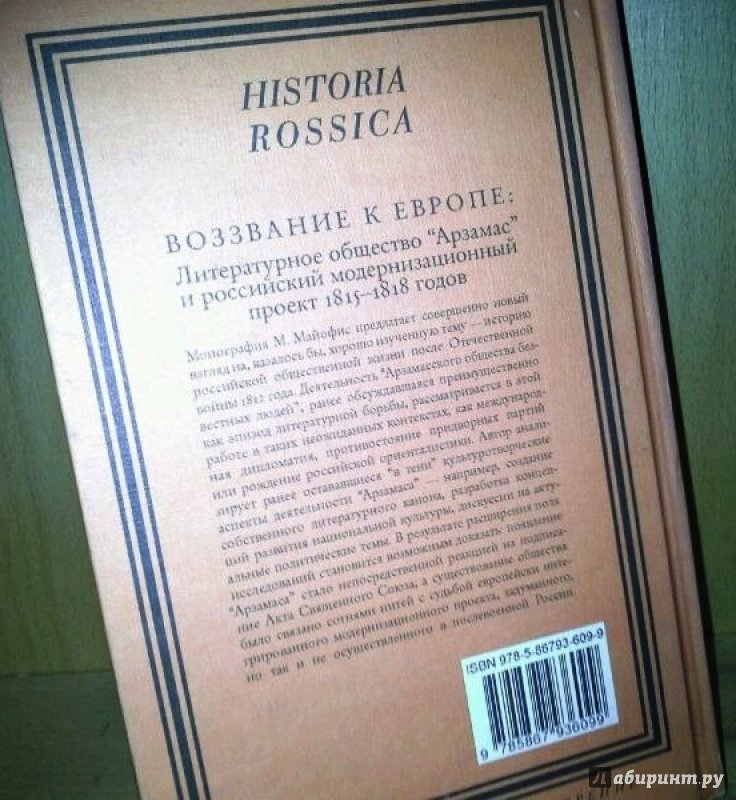 HISTORIA
ROSSICA
ВОЗЗВАНИЕ К ЕВРОПЕ:
Литературное общество "Арзамас"
и российский модернизационный
проект 1815–1818 годов
Монография М. Майофис предлагает совершенно новый
взгляд на, казалось бы, хорошо изученную тему — историю
российской общественной жизни после Отечественной
войны 1812 года. Деятельность "Арзамасского общества без-
вестных людей", ранее обсуждавшаяся преимущественно
как эпизод литературной борьбы, рассматривается в этой
работе в таких неожиданных контекстах, как международ-
ная дипломатия, противостояние придворных партий
или рождение российской ориенталистики. Автор анали-
зирует ранее остававшиеся "в тени" культуротворческие
аспекты деятельности "Арзамаса" — например, создание
собственного литературного канона, разработка концеп-
ций развития национальной культуры, дискуссии на акту-
альные политические темы. В результате расширения поля
исследований становится возможным доказать: появление
"Арзамаса" стало непосредственной реакцией на подписа-
ние Акта Священного Союза, а существование общества
было связано сотнями нитей с судьбой европейски инте-
грированного модернизационного проекта, задуманного,
но так и не осуществленного в послевоенной России.
ISBN 978-5-86793-609-9
9 785867 936099
Лабиринт.ру